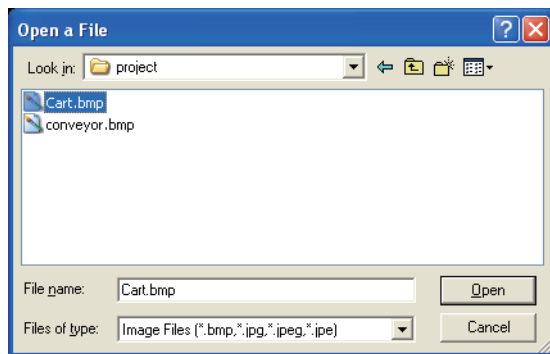 Open a File
Look in: project
Cart.bmp
conveyor.bmp
File name: Cart.bmp Open
Files of type: Image Files (*.bmp,*.jpg,*.jpeg,*.jpe) Cancel